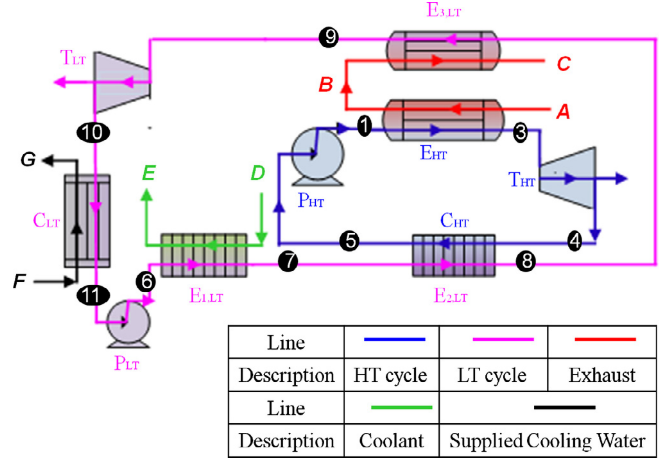 9
E3,LT
TLT
C
B
A
10
1
3
EHT
G
E
D
PHT
THT
CLT
CHT
5
4
F
6
7
8
11
E1,LT
E2,LT
PLT
Line
Description HT cycle LT cycle Exhaust
Line
Description Coolant Supplied Cooling Water